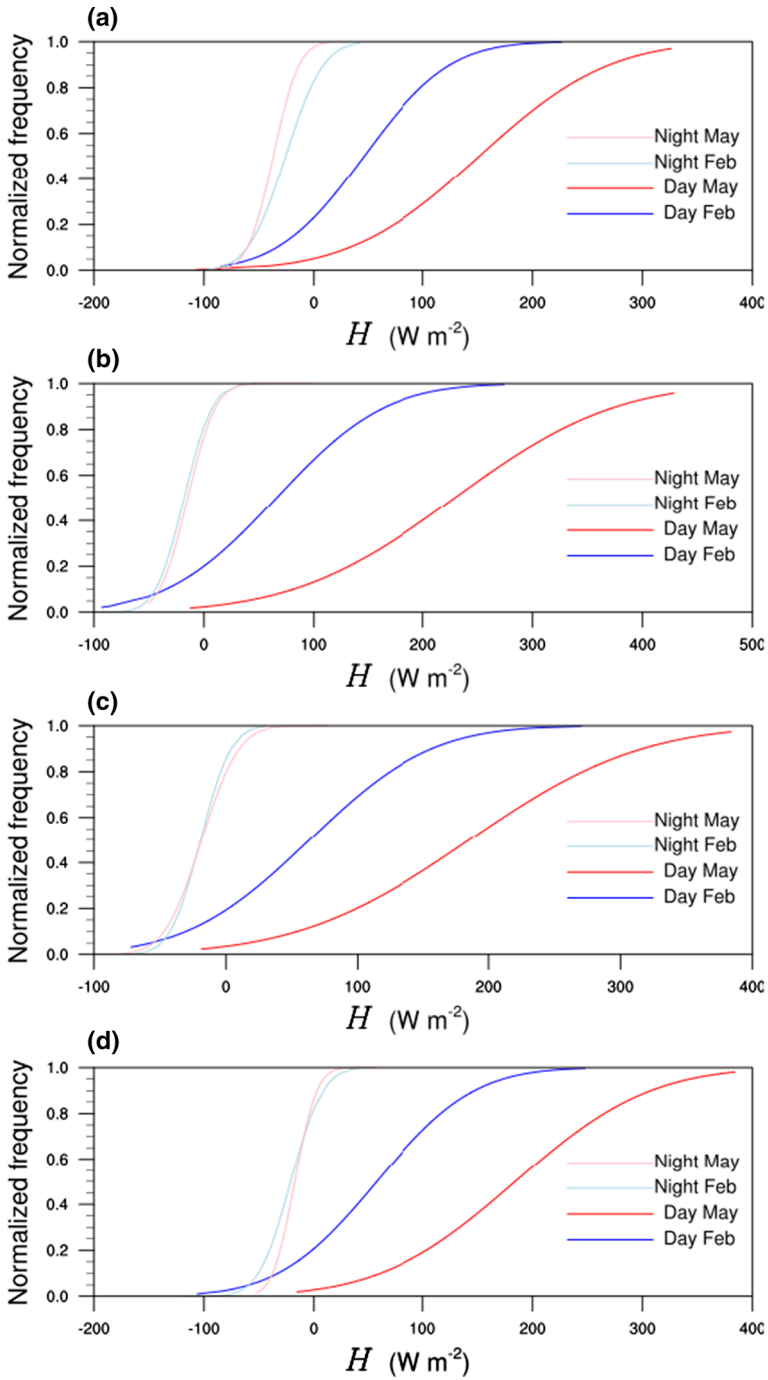 (a)
Normalized frequency
1.0
0.8
0.6
0.4
0.2
0.0
Night May
Night Feb
Day May
Day Feb
-200 -100 0 100 200 300 400
H (W m-2)
(b)
Normalized frequency
1.0
0.8
0.6
0.4
0.2
0.0
Night May
Night Feb
Day May
Day Feb
-100 0 100 200 300 400 500
H (W m-2)
(c)
Normalized frequency
1.0
0.8
0.6
0.4
0.2
0.0
Night May
Night Feb
Day May
Day Feb
-100 0 100 200 300 400
H (W m-2)
(d)
Normalized frequency
1.0
0.8
0.6
0.4
0.2
0.0
Night May
Night Feb
Day May
Day Feb
-200 -100 0 100 200 300 400
H (W m-2)